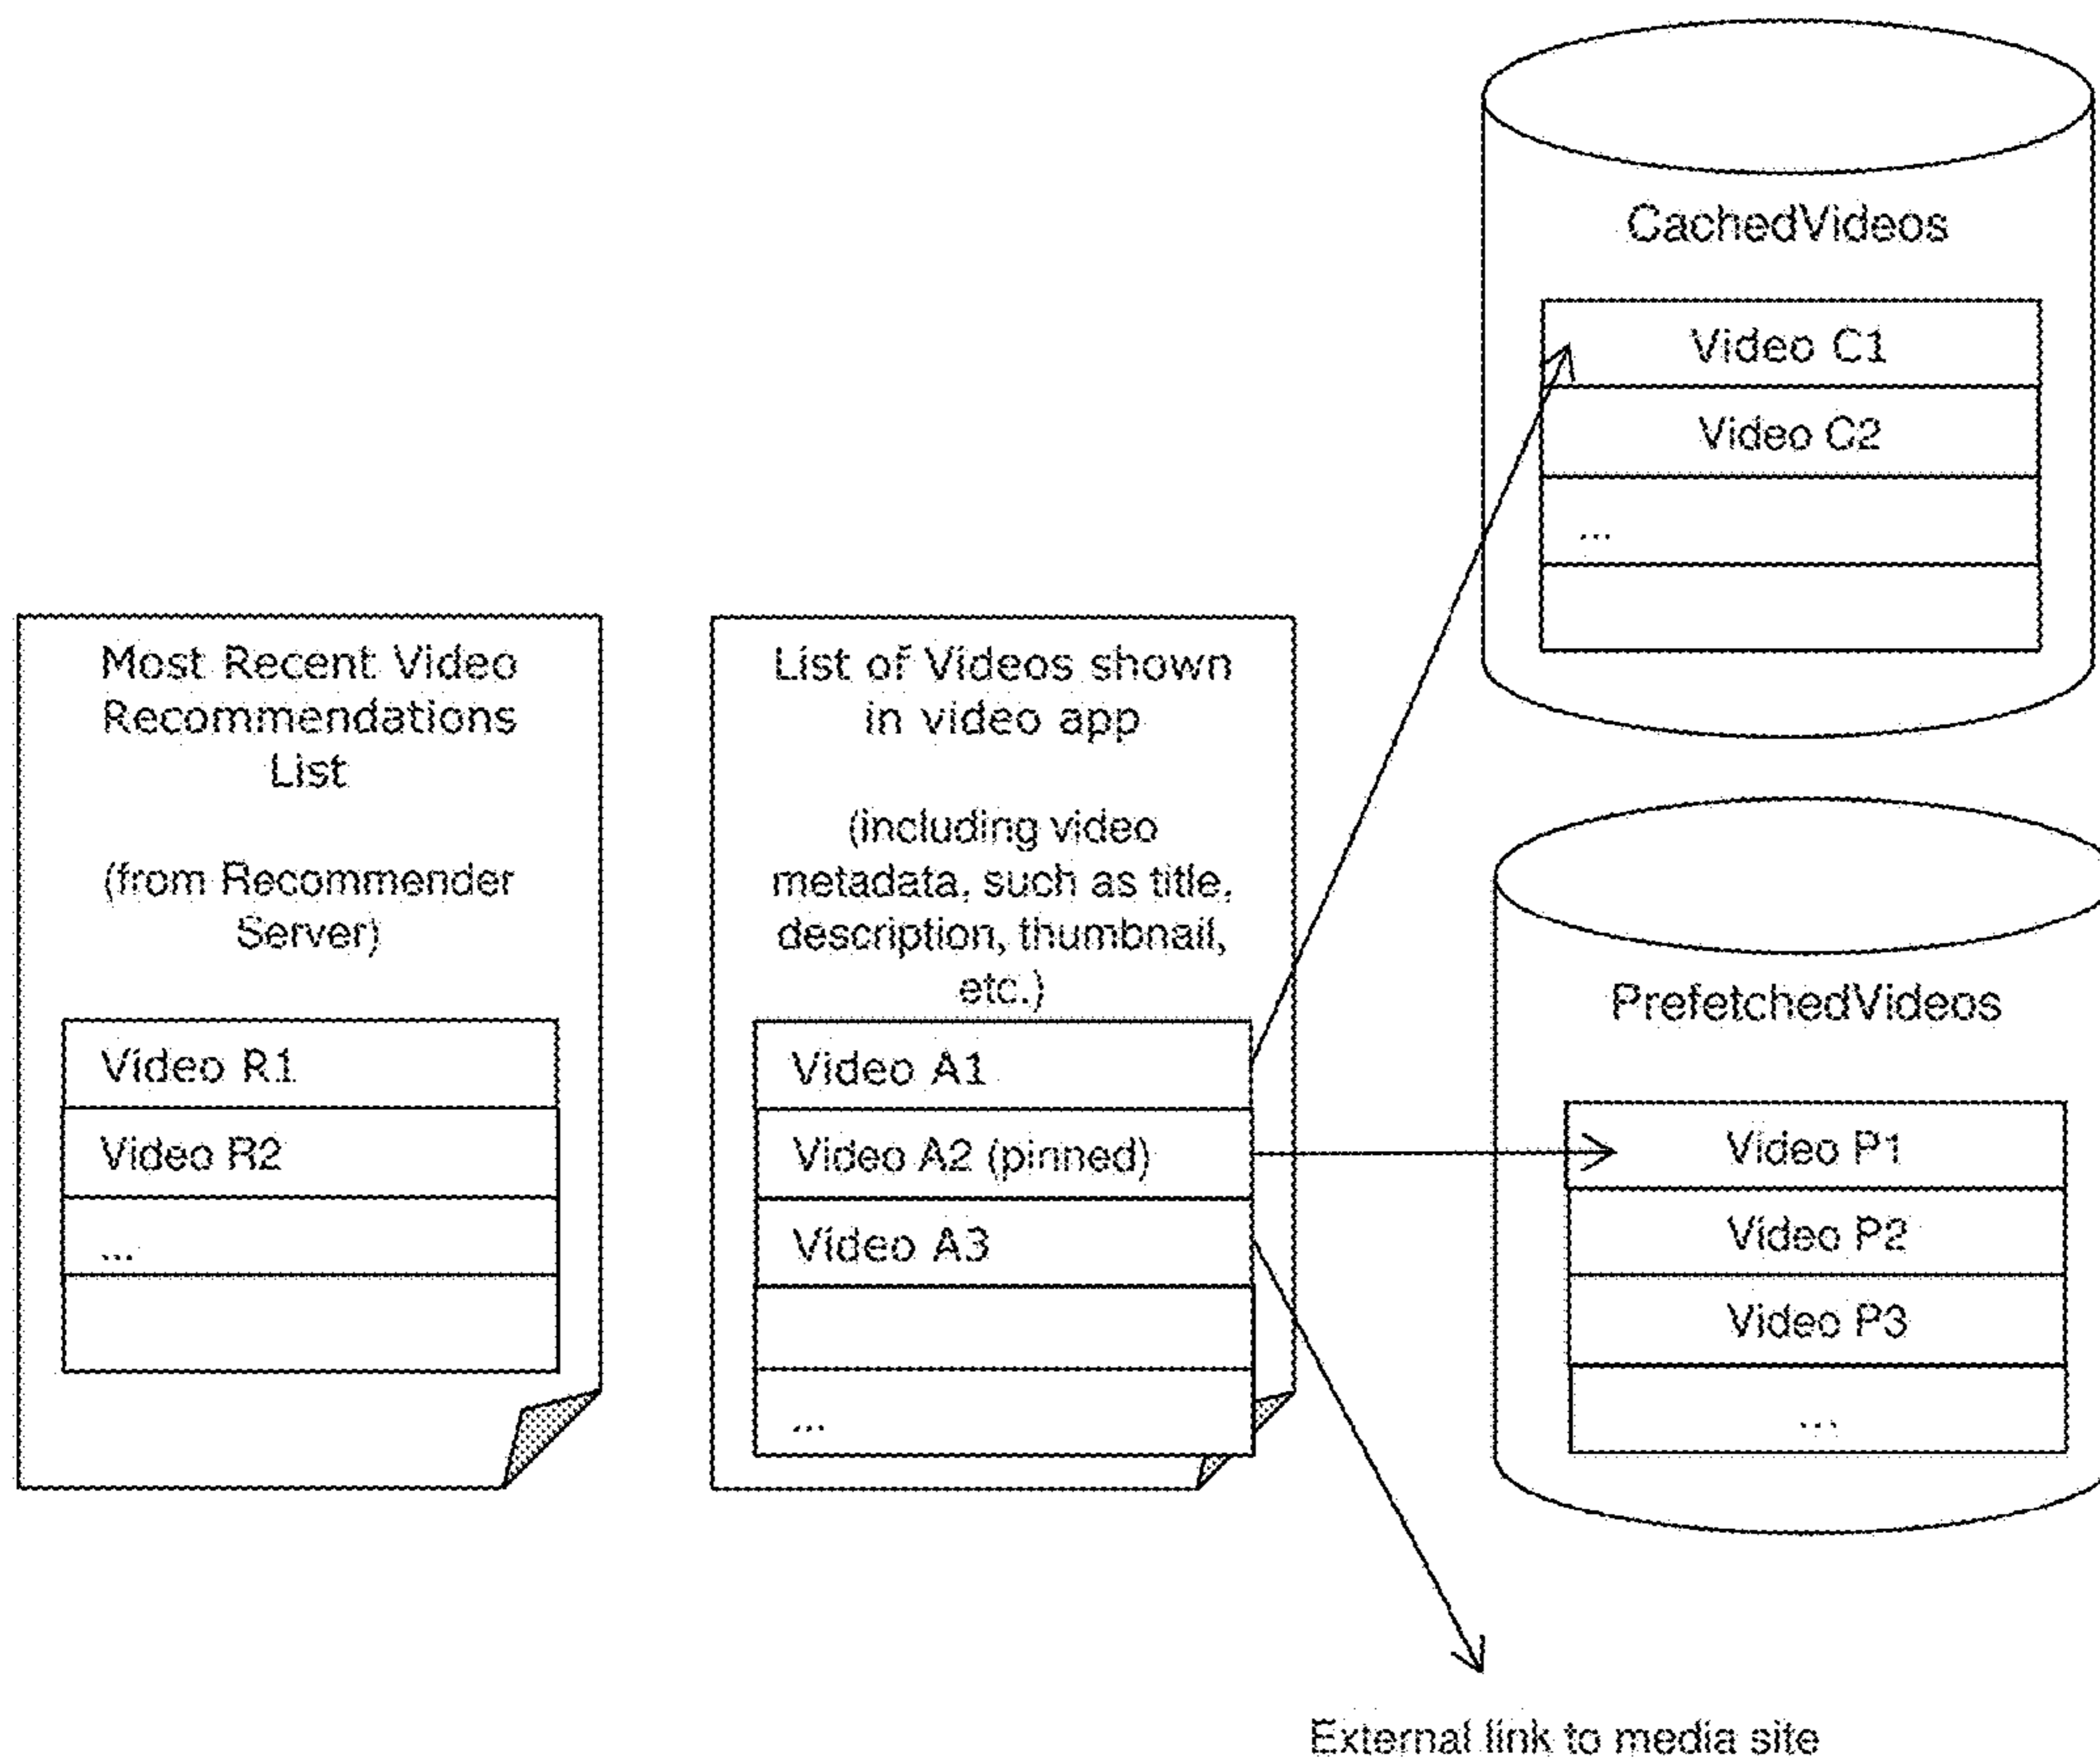 Most Recent Video
Recommendations
List
(from Recommender
Server)
Video R1
Video R2
...
List of Videos shown
in video app
(including video
metadata, such as title,
description, thumbnail,
etc.)
Video A1
Video A2 (pinned)
Video A3
...
CachedVideos
Video C1
Video C2
...
PrefetchedVideos
Video P1
Video P2
Video P3
...
External link to media site